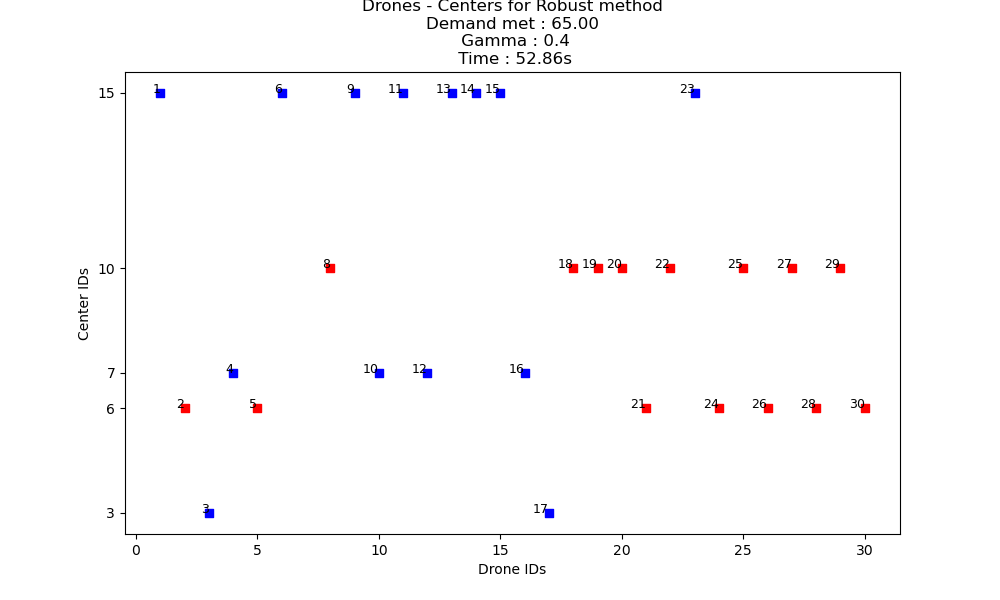 Drones - Centers for Robust method
Demand met : 65.00
Gamma : 0.4
Time : 52.86s
15
1 6 9 11 13 14 15 23
10
8 18 19 20 22 25 27 29
7
4 10 12 16
6
2 5 21 24 26 28 30
3
3 17
Center IDs
0 5 10 15 20 25 30
Drone IDs